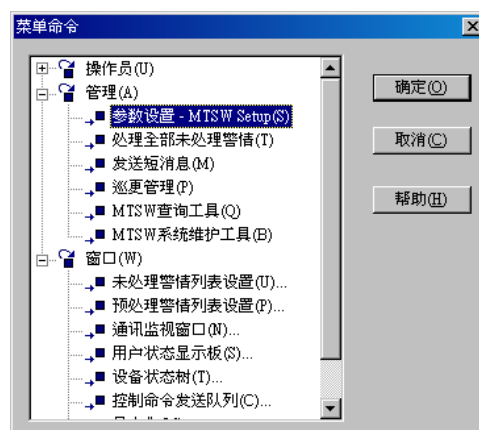 菜单命令
操作员(U)
管理(A)
参数设置 - MTSW Setup(S)
处理全部未处理警情(T)
发送短消息(M)
巡更管理(P)
MTSW查询工具(Q)
MTSW系统维护工具(B)
窗口(W)
未处理警情列表设置(U)...
预处理警情列表设置(P)...
通讯监视窗口(N)...
用户状态显示板(S)...
设备状态树(T)...
控制命令发送队列(C)...
确定(O)
取消(C)
帮助(H)